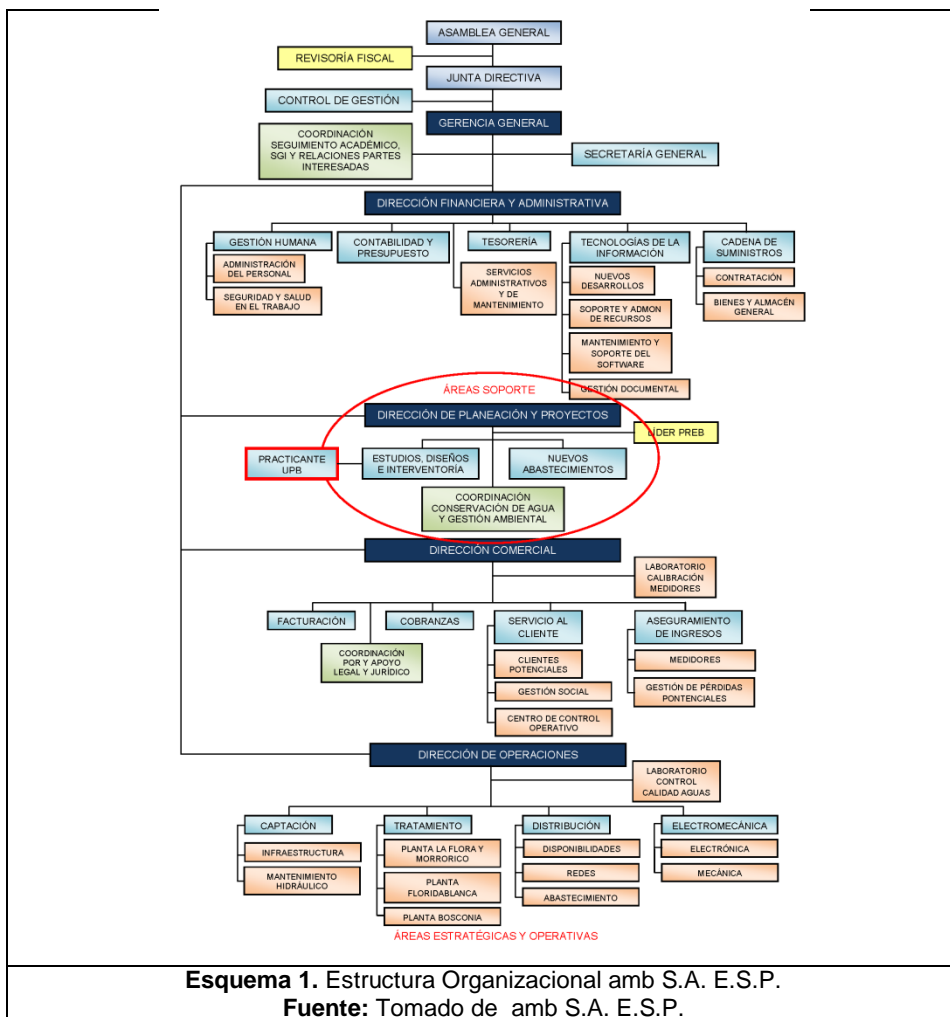 ASAMBLEA GENERAL
REVISORÍA FISCAL
JUNTA DIRECTIVA
CONTROL DE GESTIÓN
GERENCIA GENERAL
COORDINACIÓN
SEGUIMIENTO ACADÉMICO,
SGI Y RELACIONES PARTES
INTERESADAS
SECRETARÍA GENERAL
DIRECCIÓN FINANCIERA Y ADMINISTRATIVA
GESTIÓN HUMANA
ADMINISTRACIÓN
DEL PERSONAL
SEGURIDAD Y SALUD
EN EL TRABAJO
CONTABILIDAD Y
PRESUPUESTO
TESORERÍA
SERVICIOS
ADMINISTRATIVOS
Y DE
MANTENIMIENTO
TECNOLOGÍAS DE LA
INFORMACIÓN
NUEVOS
DESARROLLOS
SOPORTE Y ADMON
DE RECURSOS
MANTENIMIENTO Y
SOPORTE DEL
SOFTWARE
GESTIÓN DOCUMENTAL
CADENA DE
SUMINISTROS
CONTRATACIÓN
BIENES Y ALMACÉN
GENERAL
ÁREAS SOPORTE
DIRECCIÓN DE PLANEACIÓN Y PROYECTOS
LÍDER PREB
PRACTICANTE
UPB
ESTUDIOS, DISEÑOS
E INTERVENTORÍA
NUEVOS
ABASTECIMIENTOS
COORDINACIÓN
CONSERVACIÓN DE AGUA
Y GESTIÓN AMBIENTAL
DIRECCIÓN COMERCIAL
LABORATORIO
CALIBRACIÓN
MEDIDORES
FACTURACIÓN
COORDINACIÓN
PQR Y APOYO
LEGAL Y JURÍDICO
COBRANZAS
SERVICIO AL
CLIENTE
CLIENTES
POTENCIALES
GESTIÓN SOCIAL
CENTRO DE CONTROL
OPERATIVO
ASEGURAMIENTO
DE INGRESOS
MEDIDORES
GESTIÓN DE PÉRDIDAS
PONTENCIALES
DIRECCIÓN DE OPERACIONES
LABORATORIO
CONTROL
CALIDAD AGUAS
CAPTACIÓN
INFRAESTRUCTURA
MANTENIMIENTO
HIDRÁULICO
TRATAMIENTO
PLANTA LA FLORA Y
MORRORICO
PLANTA
FLORIDABLANCA
PLANTA BOSCONIA
DISTRIBUCIÓN
DISPONIBILIDADES
REDES
ABASTECIMIENTO
ELECTROMECÁNICA
ELECTRÓNICA
MECÁNICA
ÁREAS ESTRATÉGICAS Y OPERATIVAS
Esquema 1. Estructura Organizacional amb S.A. E.S.P.
Fuente: Tomado de amb S.A. E.S.P.